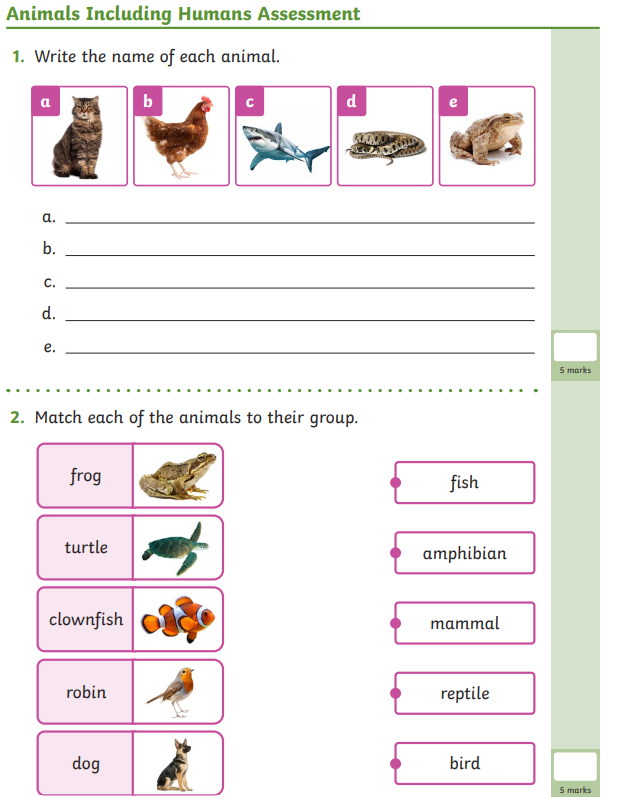 Animals Including Humans Assessment
1. Write the name of each animal.
a b c d e
a.
b.
c.
d.
e.
5 marks
2. Match each of the animals to their group.
frog
fish
turtle
amphibian
clownfish
mammal
robin
reptile
dog
bird
5 marks